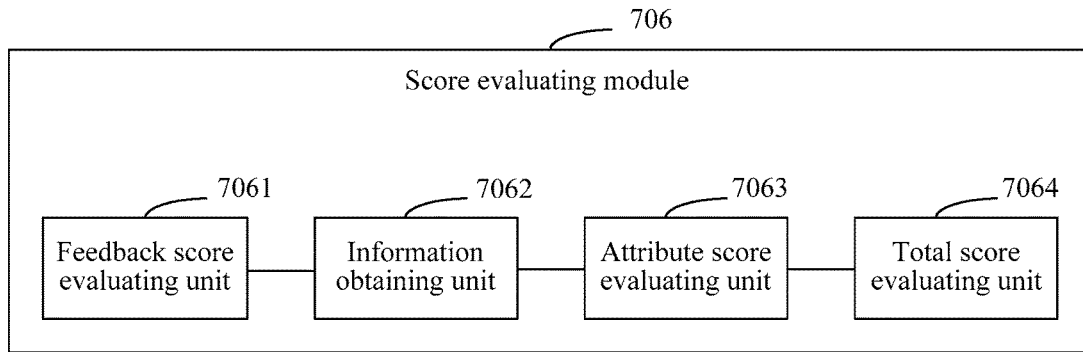 706
Score evaluating module
7061
7062
7063
7064
Feedback score
evaluating unit
Information
obtaining unit
Attribute score
evaluating unit
Total score
evaluating unit